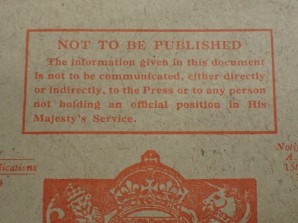 NOT TO BE PUBLISHED
The information given in this document
is not to be communicated, either directly
or indirectly, to the Press or to any person
not holding an official position in His
Majesty's Service.